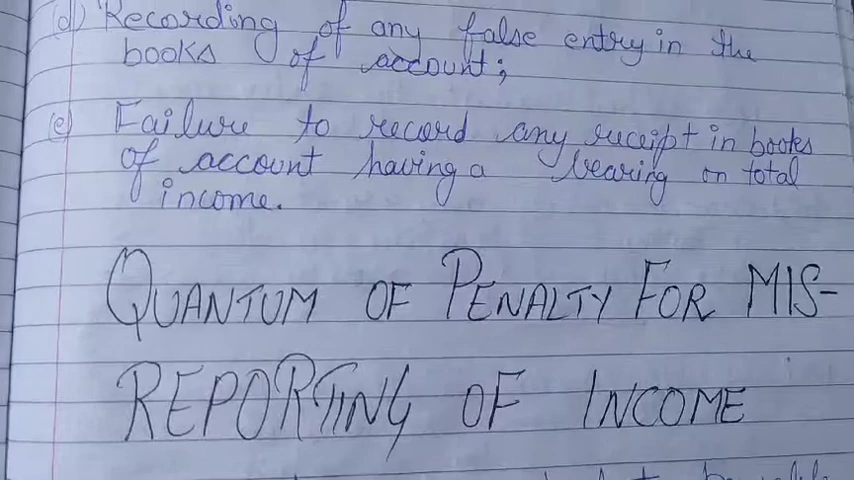 (d) Recording of any false entry in the
books of account;
(e) Failure to record any receipt in books
of account having a bearing on total
income.
QUANTUM OF PENALTY FOR MIS-
REPORTING OF INCOME